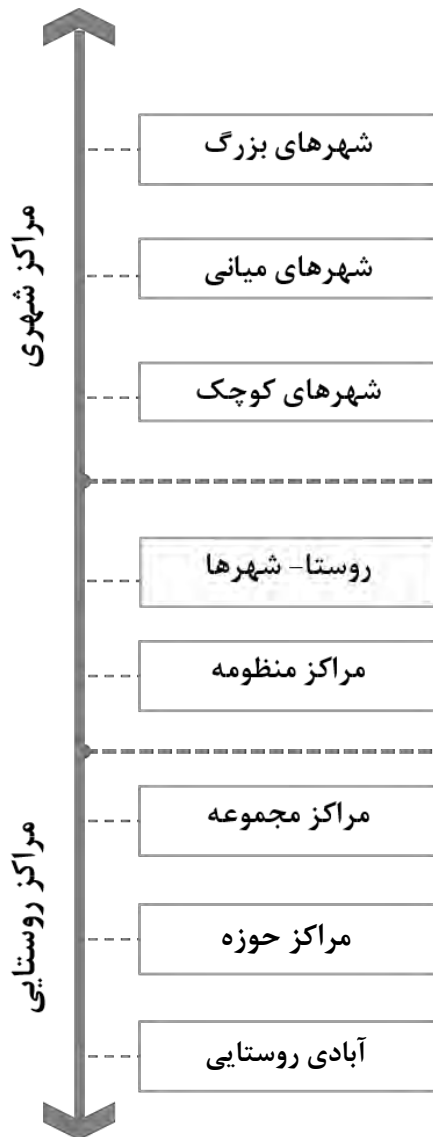 مراکز شهری
شهرهای بزرگ
شهرهای میانی
شهرهای کوچک
روستا– شهرها
مراکز منظومه
مراکز روستایی
مراکز مجموعه
مراکز حوزه
آبادی روستایی